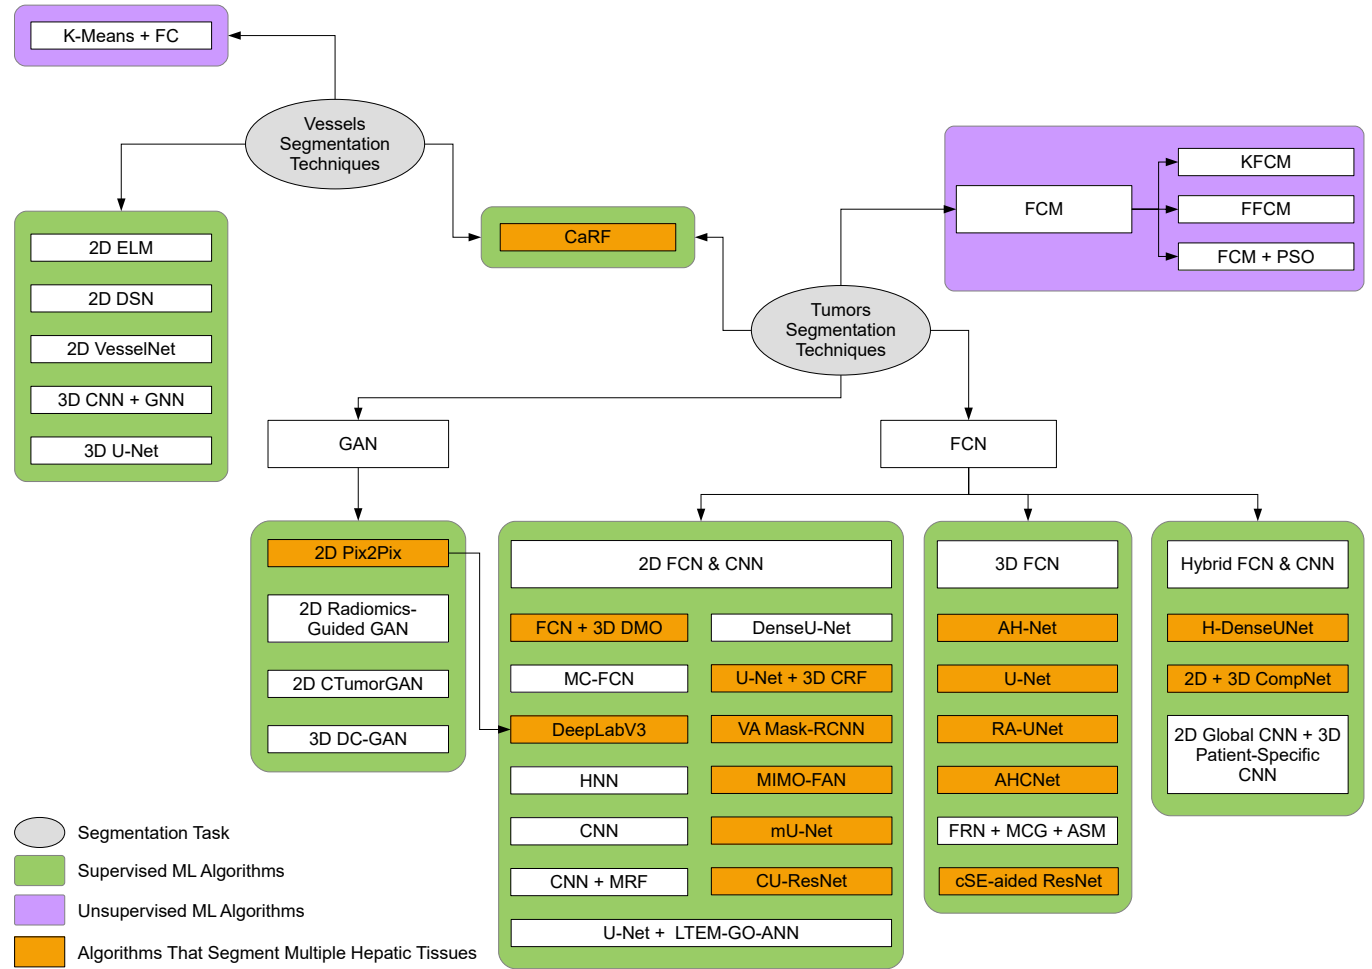 K-Means + FC
Vessels
Segmentation
Techniques
KFCM
FCM
FFCM
FCM + PSO
CaRF
2D ELM
2D DSN
2D VesselNet
3D CNN + GNN
3D U-Net
Tumors
Segmentation
Techniques
GAN
FCN
2D Pix2Pix
2D Radiomics-
Guided GAN
2D CTumorGAN
3D DC-GAN
2D FCN & CNN
FCN + 3D DMO
DenseU-Net
MC-FCN
U-Net + 3D CRF
DeepLabV3
VA Mask-RCNN
HNN
MIMO-FAN
CNN
mU-Net
CNN + MRF
CU-ResNet
U-Net + LTEM-GO-ANN
3D FCN
AH-Net
U-Net
RA-UNet
AHCNet
FRN + MCG + ASM
cSE-aided ResNet
Hybrid FCN & CNN
H-DenseUNet
2D + 3D CompNet
2D Global CNN + 3D
Patient-Specific
CNN
Segmentation Task
Supervised ML Algorithms
Unsupervised ML Algorithms
Algorithms That Segment Multiple Hepatic Tissues